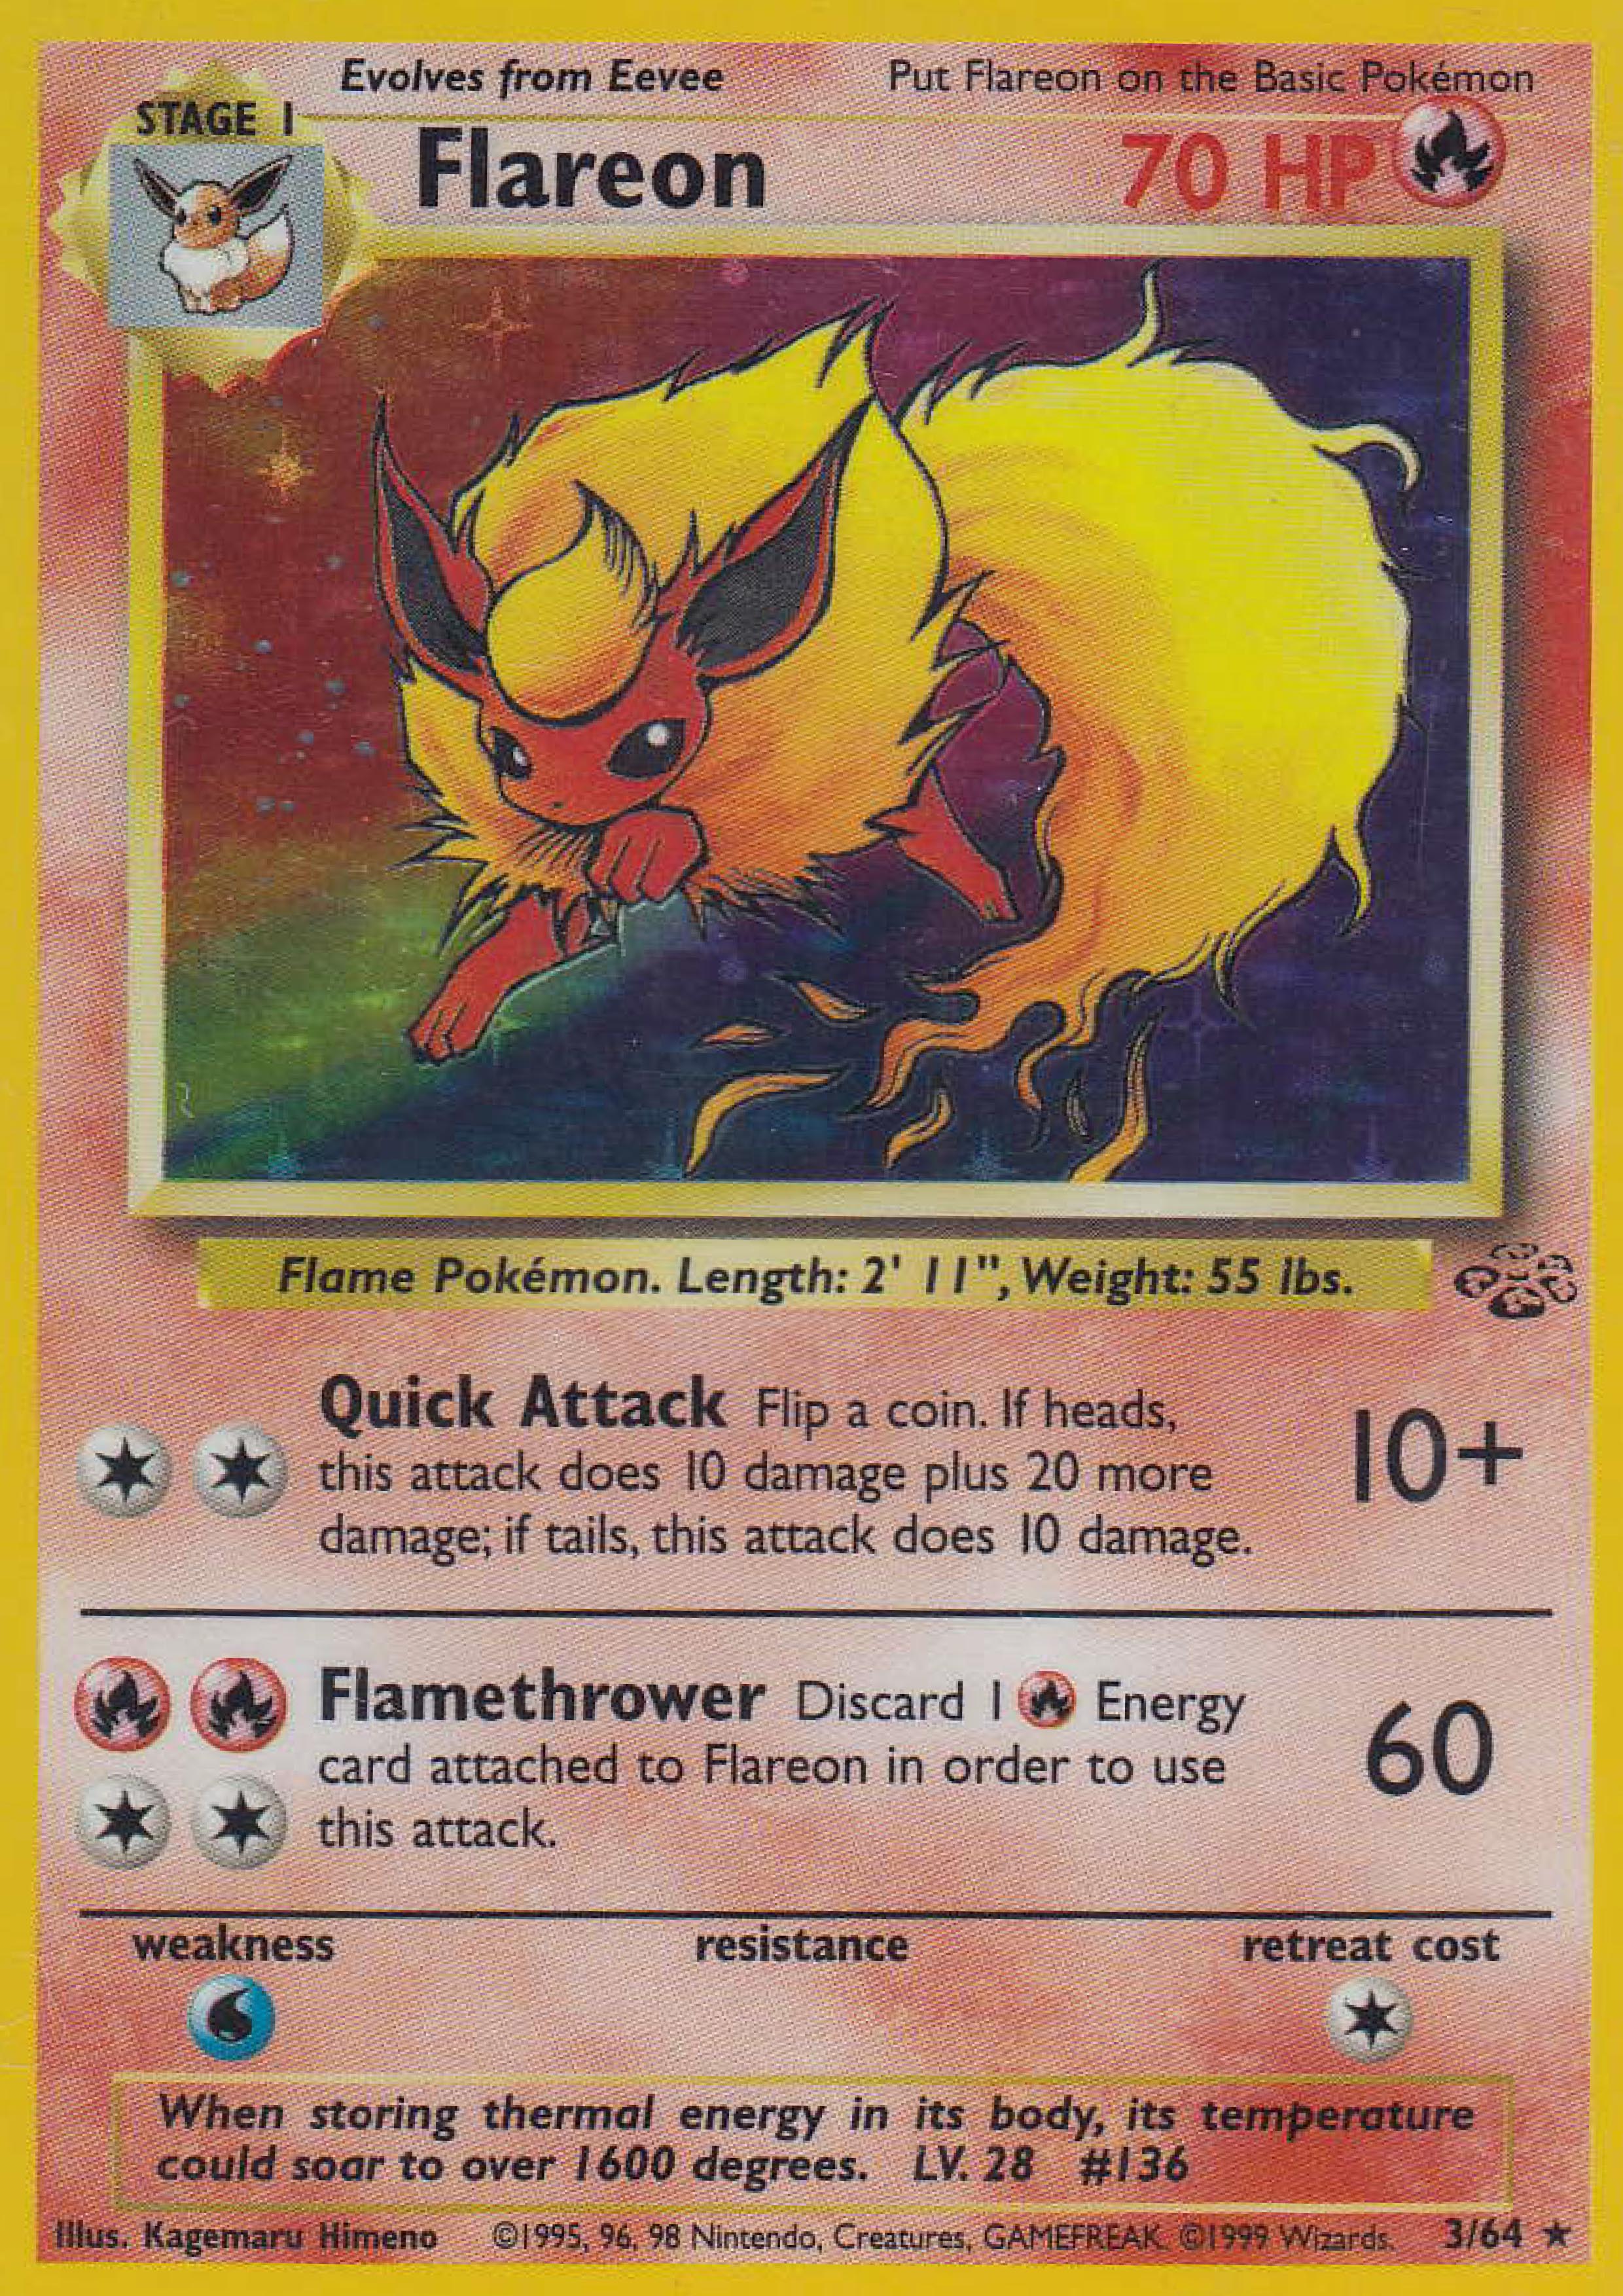 Evolves from Eevee Put Flareon on the Basic Pokémon
STAGE 1
Flareon 70 HP
Flame Pokémon. Length: 2' 11", Weight: 55 lbs.
Quick Attack Flip a coin. If heads,
this attack does 10 damage plus 20 more
damage; if tails, this attack does 10 damage.
10+
Flamethrower Discard 1 Energy
card attached to Flareon in order to use
this attack.
60
weakness resistance retreat cost
When storing thermal energy in its body, its temperature
could soar to over 1600 degrees. LV. 28 #136
Illus. Kagemaru Himeno ©1995, 96, 98 Nintendo, Creatures, GAMEFREAK. ©1999 Wizards. 3/64 ★